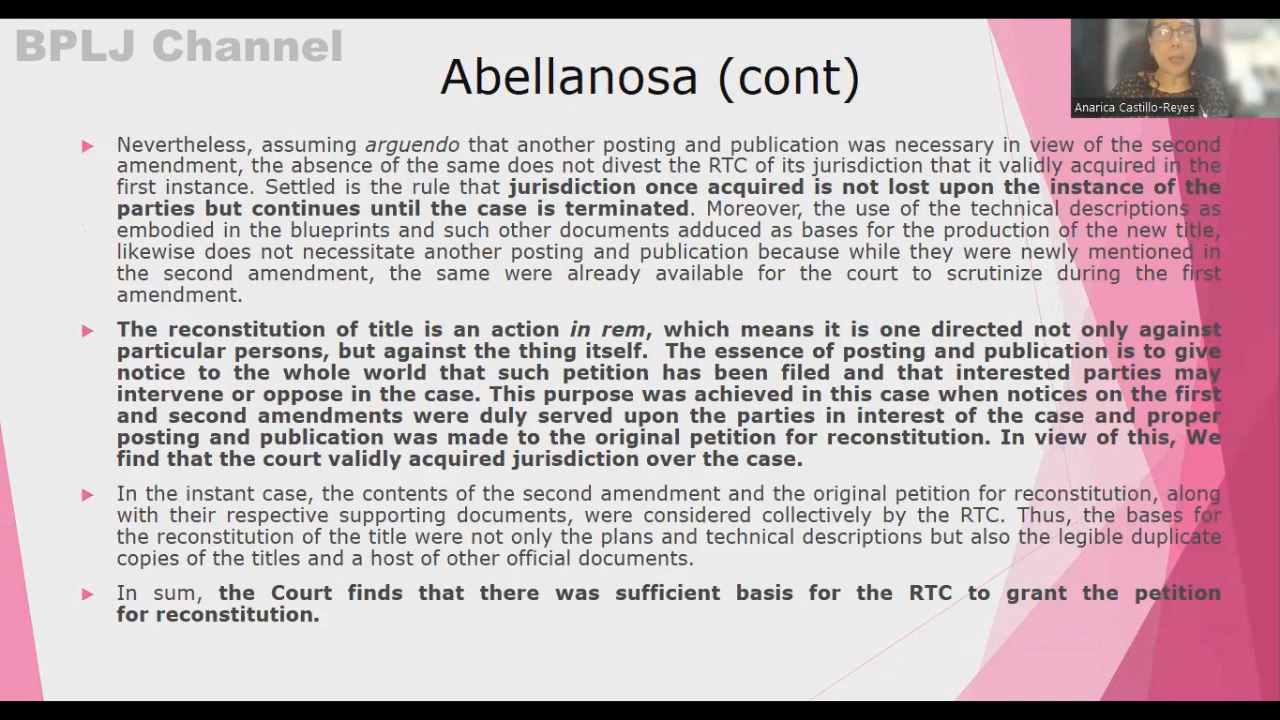 BPLJ Channel
Abellanosa (cont)
Anarica Castillo-Reyes
Nevertheless, assuming arguendo that another posting and publication was necessary in view of the second
amendment, the absence of the same does not divest the RTC of its jurisdiction that it validly acquired in the
first instance. Settled is the rule that jurisdiction once acquired is not lost upon the instance of the
parties but continues until the case is terminated. Moreover, the use of the technical descriptions as
embodied in the blueprints and such other documents adduced as bases for the production of the new title,
likewise does not necessitate another posting and publication because while they were newly mentioned in
the second amendment, the same were already available for the court to scrutinize during the first
amendment.
The reconstitution of title is an action in rem, which means it is one directed not only against
particular persons, but against the thing itself. The essence of posting and publication is to give
notice to the whole world that such petition has been filed and that interested parties may
intervene or oppose in the case. This purpose was achieved in this case when notices on the first
and second amendments were duly served upon the parties in interest of the case and proper
posting and publication was made to the original petition for reconstitution. In view of this, We
find that the court validly acquired jurisdiction over the case.
In the instant case, the contents of the second amendment and the original petition for reconstitution, along
with their respective supporting documents, were considered collectively by the RTC. Thus, the bases for
the reconstitution of the title were not only the plans and technical descriptions but also the legible duplicate
copies of the titles and a host of other official documents.
In sum, the Court finds that there was sufficient basis for the RTC to grant the petition
for reconstitution.